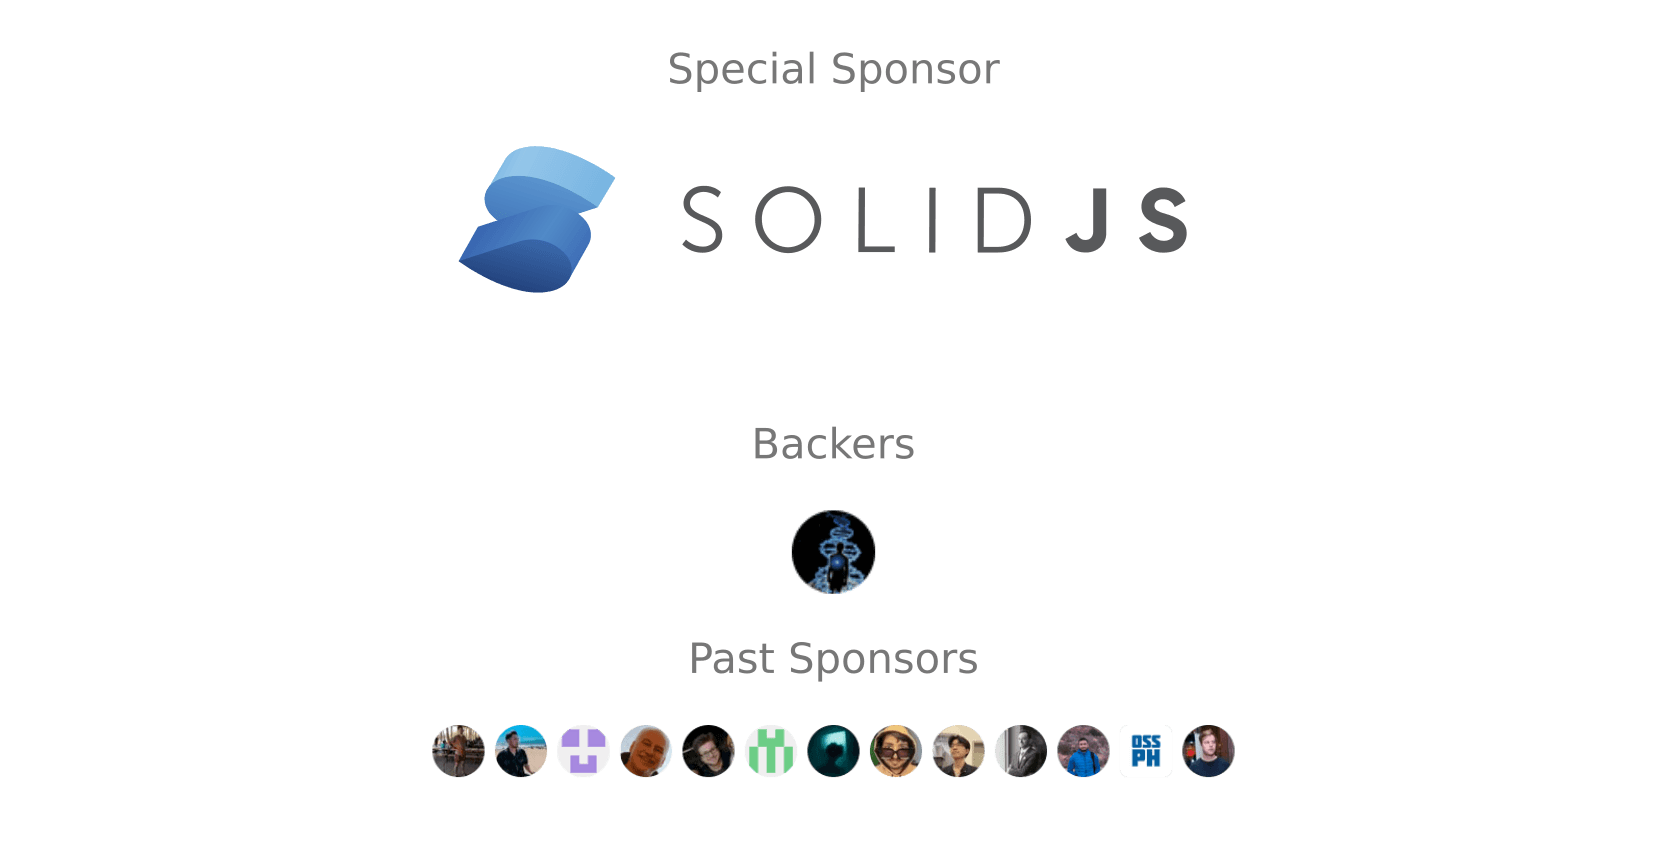 Special Sponsor
SOLIDJS
Backers
Past Sponsors
OSS
PH